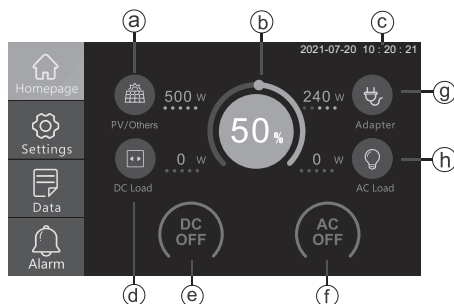 a
b
c
2021-07-20 10 : 20 : 21
Homepage
500 W
240 W
g
PV/Others
50%
Adapter
Settings
0 W
0 W
h
DC Load
AC Load
Data
DC
OFF
AC
OFF
Alarm
d
e
f